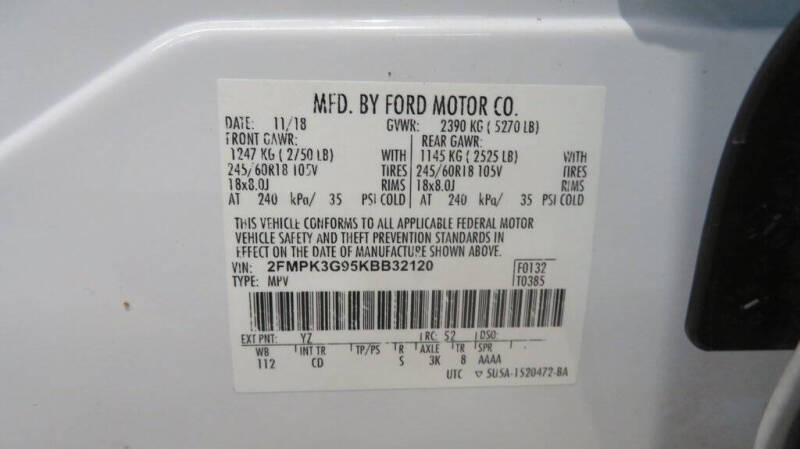 MFD. BY FORD MOTOR CO.
DATE: 11/18 GVWR: 2390 KG ( 5270 LB)
FRONT GAWR: REAR GAWR:
1247 KG ( 2750 LB) WITH 1145 KG ( 2525 LB) WITH
245/60R18 105V TIRES 245/60R18 105V TIRES
18x8.0J RIMS 18x8.0J RIMS
AT 240 kPa/ 35 PSI COLD AT 240 kPa/ 35 PSI COLD
THIS VEHICLE CONFORMS TO ALL APPLICABLE FEDERAL MOTOR
VEHICLE SAFETY AND THEFT PREVENTION STANDARDS IN
EFFECT ON THE DATE OF MANUFACTURE SHOWN ABOVE.
VIN: 2FMPK3G95KBB32120 F0132
TYPE: MPV T0385
EXT PNT: YZ RC: 52 DSO:
WB INT TR TP/PS R AXLE TR SPR
112 CD S 3K 8 AAAA
UTC ▽ SU5A-1520472-BA